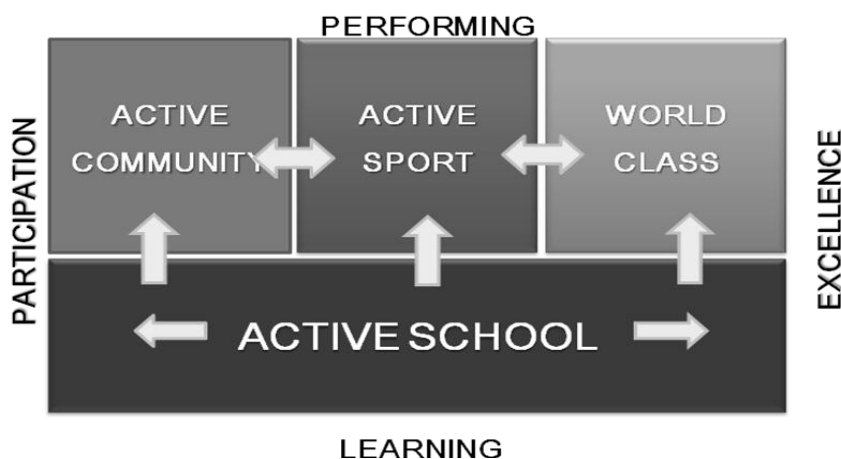 PERFORMING
ACTIVE
COMMUNITY
ACTIVE
SPORT
WORLD
CLASS
PARTICIPATION
EXCELLENCE
ACTIVE SCHOOL
LEARNING